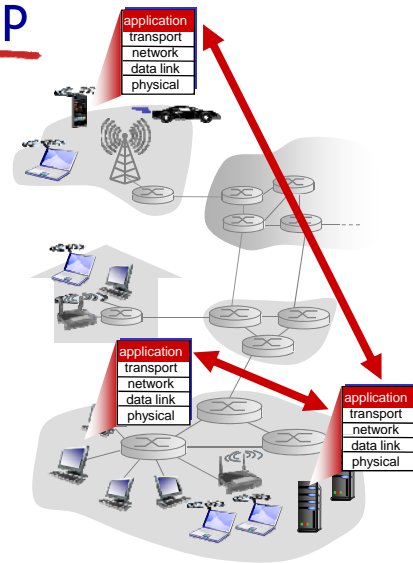 p
application
transport
network
data link
physical
application
transport
network
data link
physical
application
transport
network
data link
physical